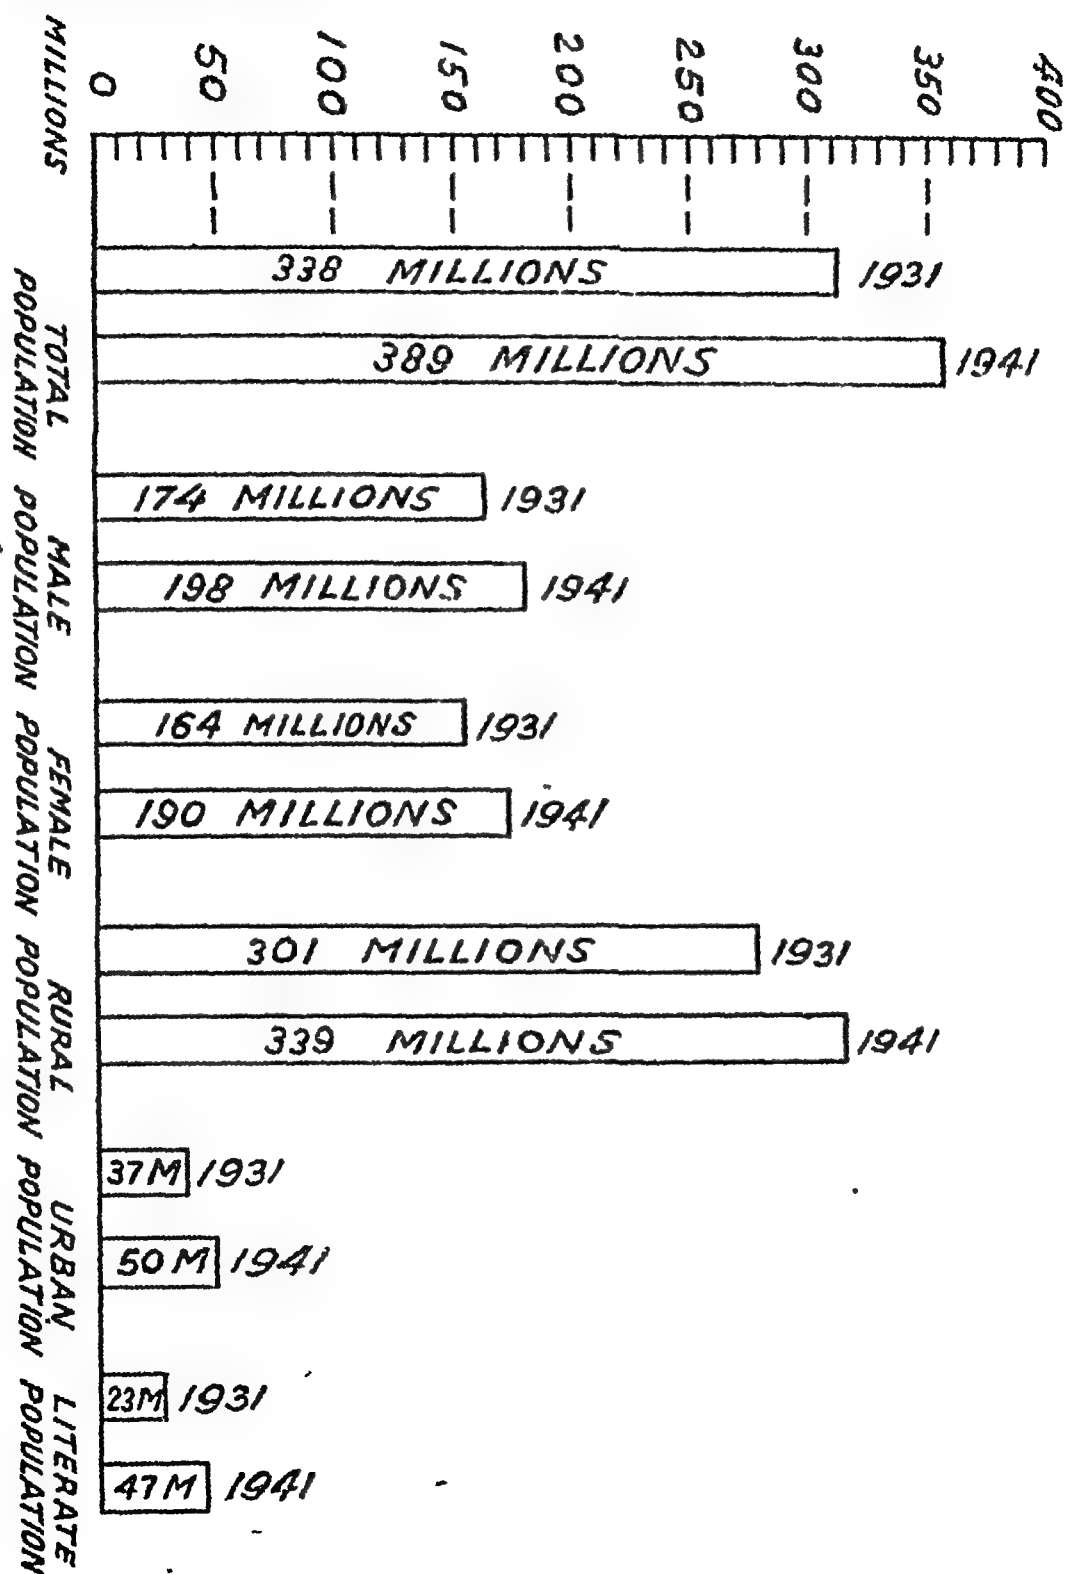 MILLIONS
0
50
100
150
200
250
300
350
400
338 MILLIONS 1931
389 MILLIONS 1941
TOTAL
POPULATION
174 MILLIONS 1931
198 MILLIONS 1941
MALE
POPULATION
164 MILLIONS 1931
190 MILLIONS 1941
FEMALE
POPULATION
301 MILLIONS 1931
339 MILLIONS 1941
RURAL
POPULATION
37M 1931
50 M 1941
URBAN
POPULATION
23M 1931
47M 1941
LITERATE
POPULATION